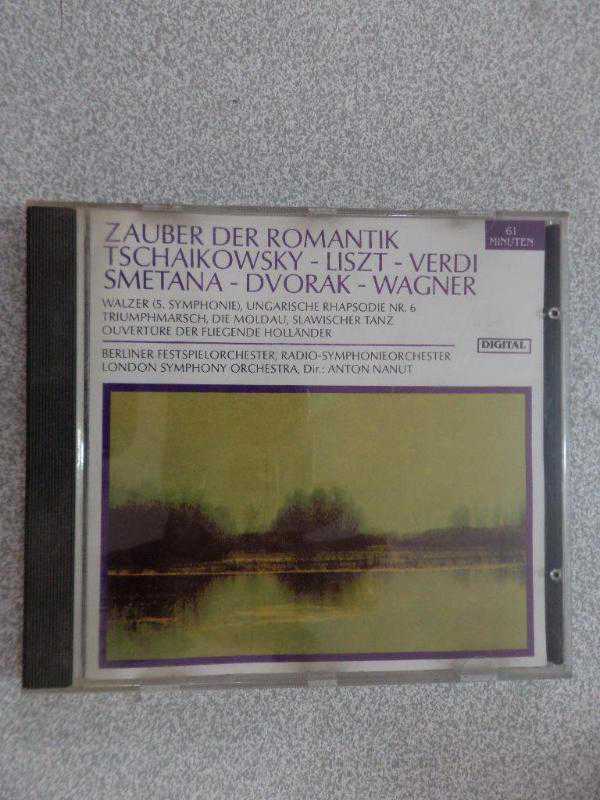 ZAUBER DER ROMANTIK
TSCHAIKOWSKY - LISZT - VERDI
SMETANA - DVORAK - WAGNER
61
MINUTEN
WALZER (5. SYMPHONIE), UNGARISCHE RHAPSODIE NR. 6
TRIUMPHMARSCH, DIE MOLDAU, SLAWISCHER TANZ
OUVERTÜRE DER FLIEGENDE HOLLÄNDER
DIGITAL
BERLINER FESTSPIELORCHESTER, RADIO-SYMPHONIEORCHESTER
LONDON SYMPHONY ORCHESTRA, Dir.: ANTON NANUT